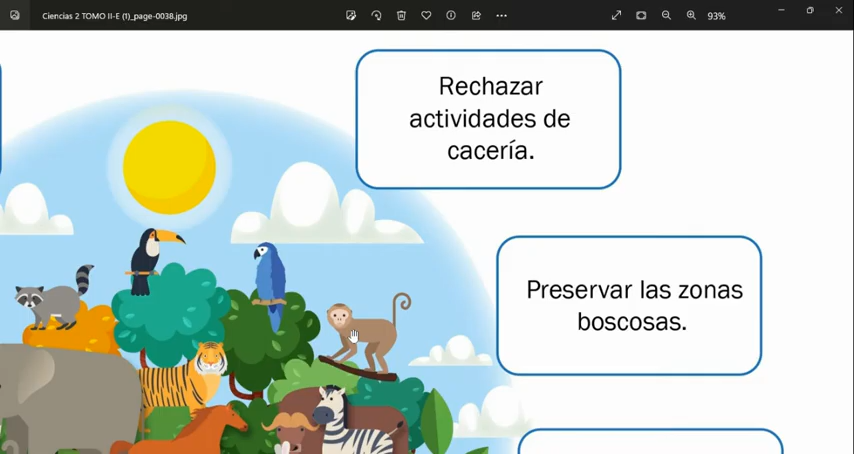 Ciencias 2 TOMO II-E (1)_page-0038.jpg
93%
Rechazar
actividades de
cacería.
Preservar las zonas
boscosas.